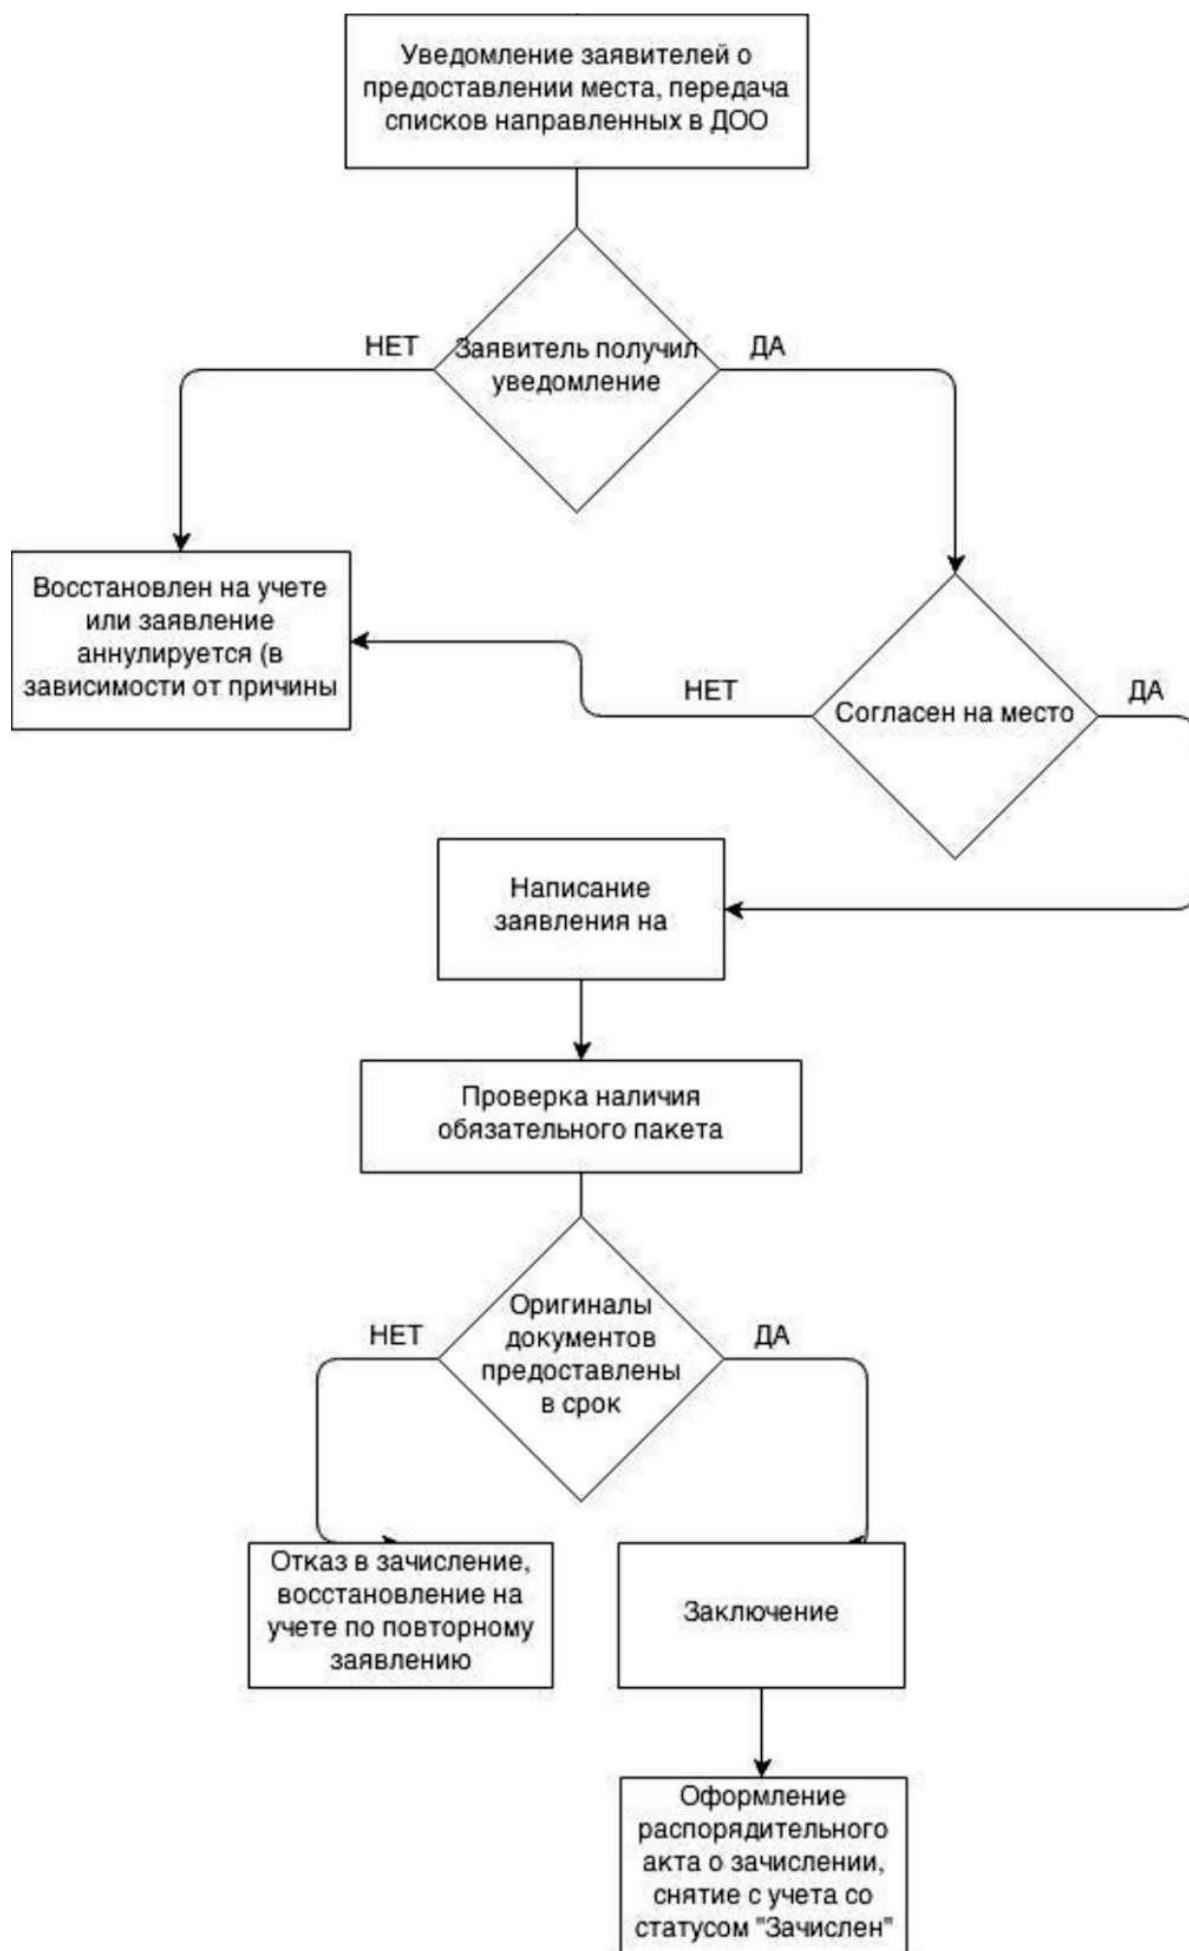 Уведомление заявителей о
предоставлении места, передача
списков направленных в ДОО
НЕТ
Заявитель получил
уведомление
ДА
Восстановлен на учете
или заявление
аннулируется (в
зависимости от причины
НЕТ
Согласен на место
ДА
Написание
заявления на
Проверка наличия
обязательного пакета
НЕТ
Оригиналы
документов
предоставлены
в срок
ДА
Отказ в зачисление,
восстановление на
учете по повторному
заявлению
Заключение
Оформление
распорядительного
акта о зачислении,
снятие с учета со
статусом "Зачислен"